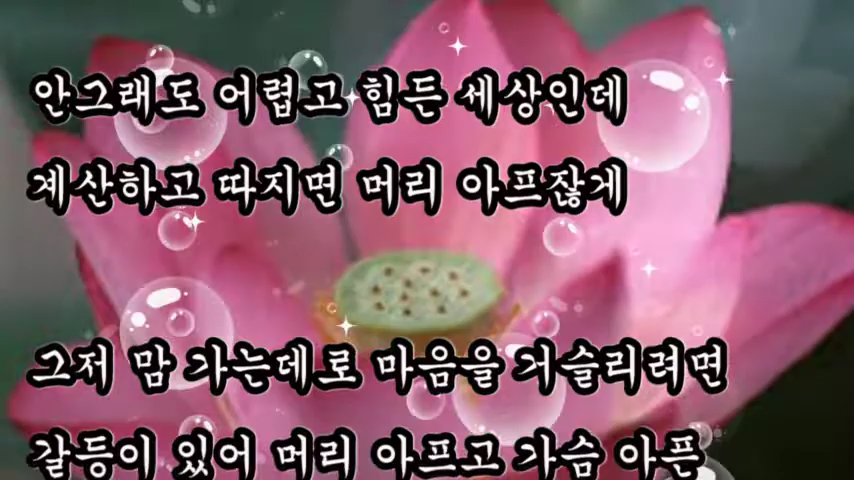 안그래도 어렵고 힘든 세상인데
계산하고 따지면 머리 아프잖게
그저 맘 가는데로 마음을 거슬리려면
갈등이 있어 머리 아프고 가슴 아픈